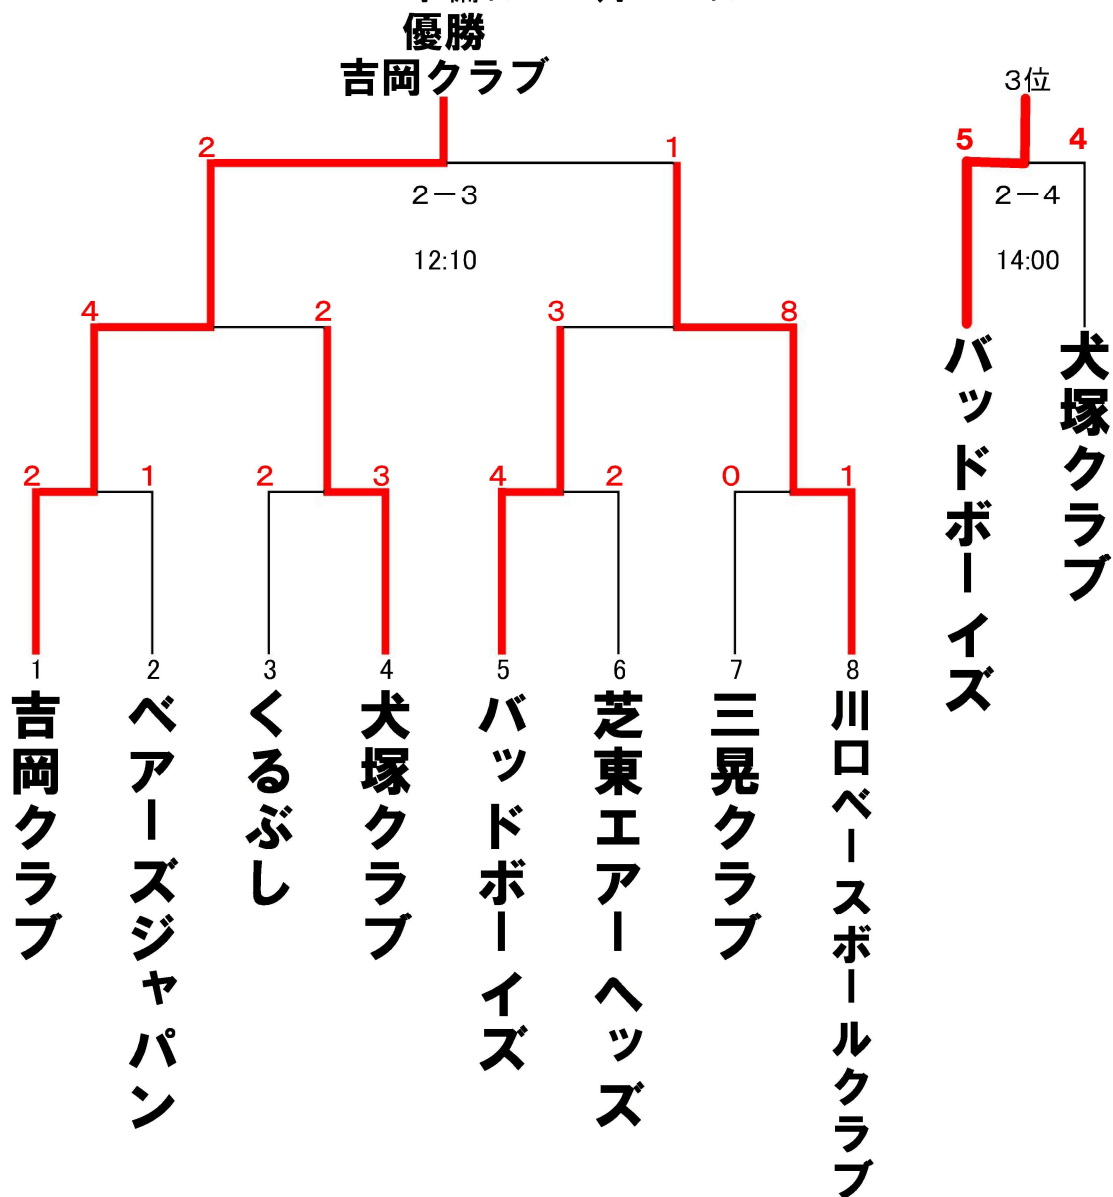 優勝
吉岡クラブ
3位
2
1
5
4
2－3
2－4
12:10
14:00
4
2
3
8
バッドボーイズ
犬塚クラブ
2
1
2
3
4
2
0
1
1
2
3
4
5
6
7
8
吉岡クラブ
ベアーズジャパン
くるぶし
犬塚クラブ
バッドボーイズ
芝東エアーヘッズ
三晃クラブ
川口ベースボールクラブ